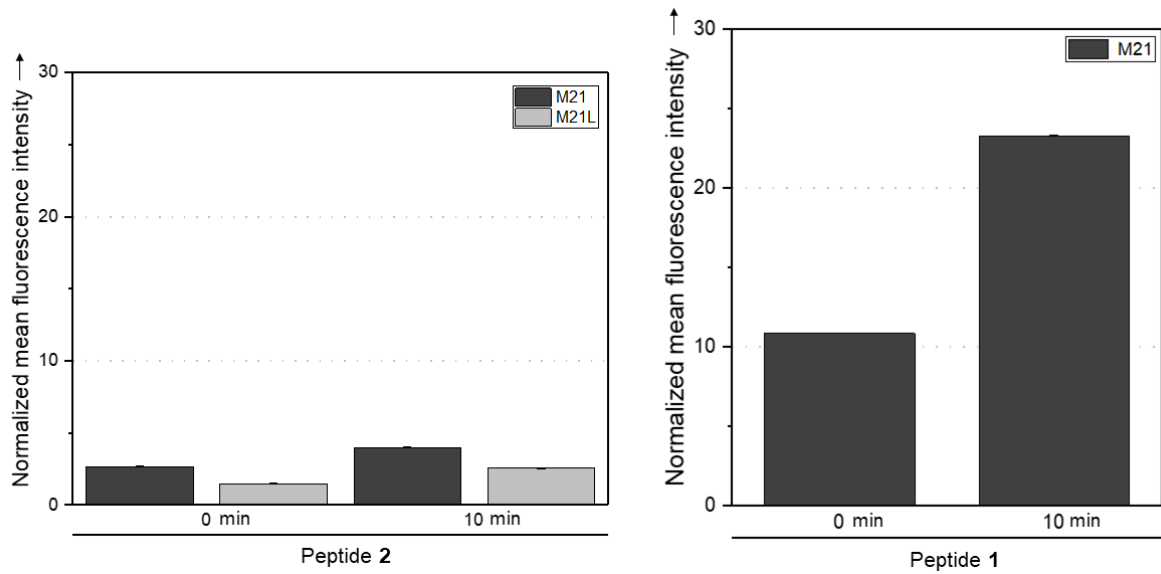 Normalized mean fluorescence intensity →
30
20
10
0
M21
M21L
0 min
10 min
Peptide 2
Normalized mean fluorescence intensity →
30
20
10
0
M21
0 min
10 min
Peptide 1